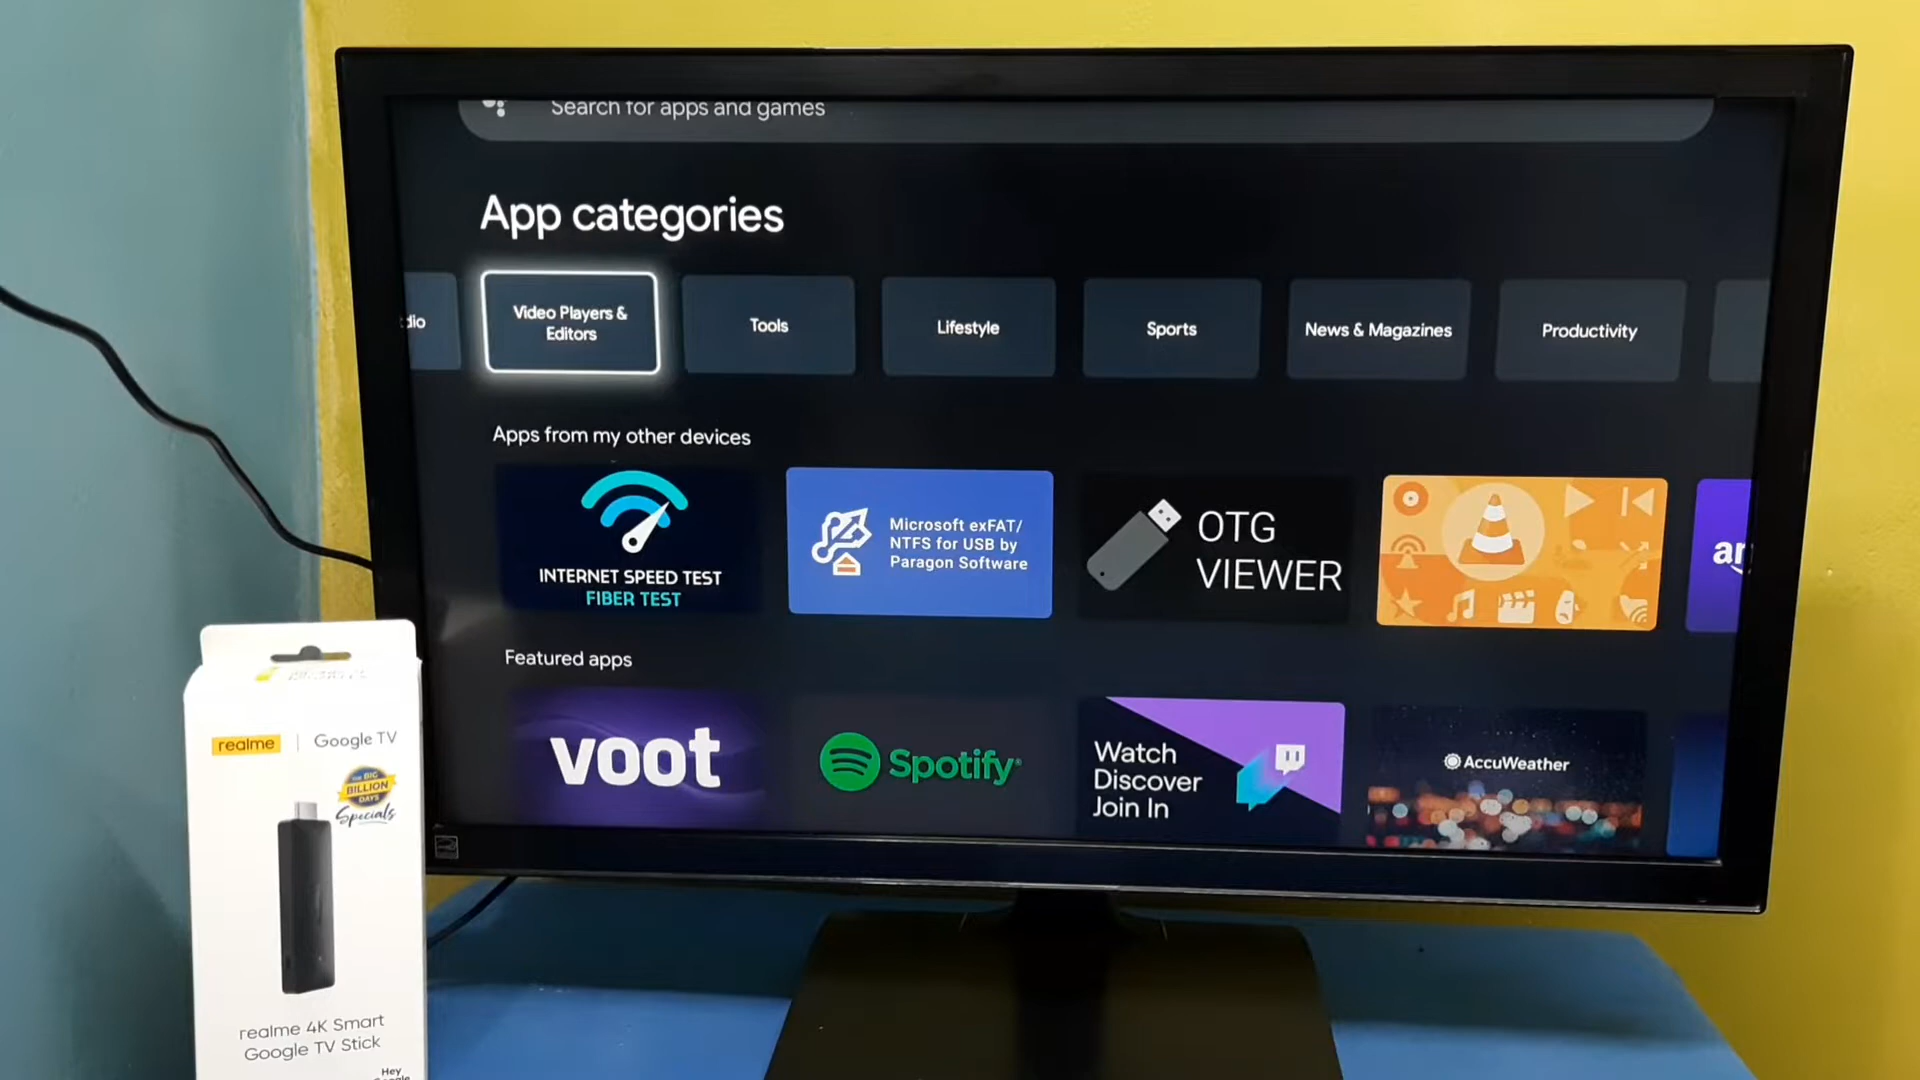 Search for apps and games
App categories
dio
Video Players &
Editors
Tools
Lifestyle
Sports
News & Magazines
Productivity
Apps from my other devices
INTERNET SPEED TEST
FIBER TEST
Microsoft exFAT/
NTFS for USB by
Paragon Software
OTG
VIEWER
Featured apps
voot
Spotify
Watch
Discover
Join In
AccuWeather
realme | Google TV
THE BIG
BILLION
DAYS
Specials
realme 4K Smart
Google TV Stick
Hey